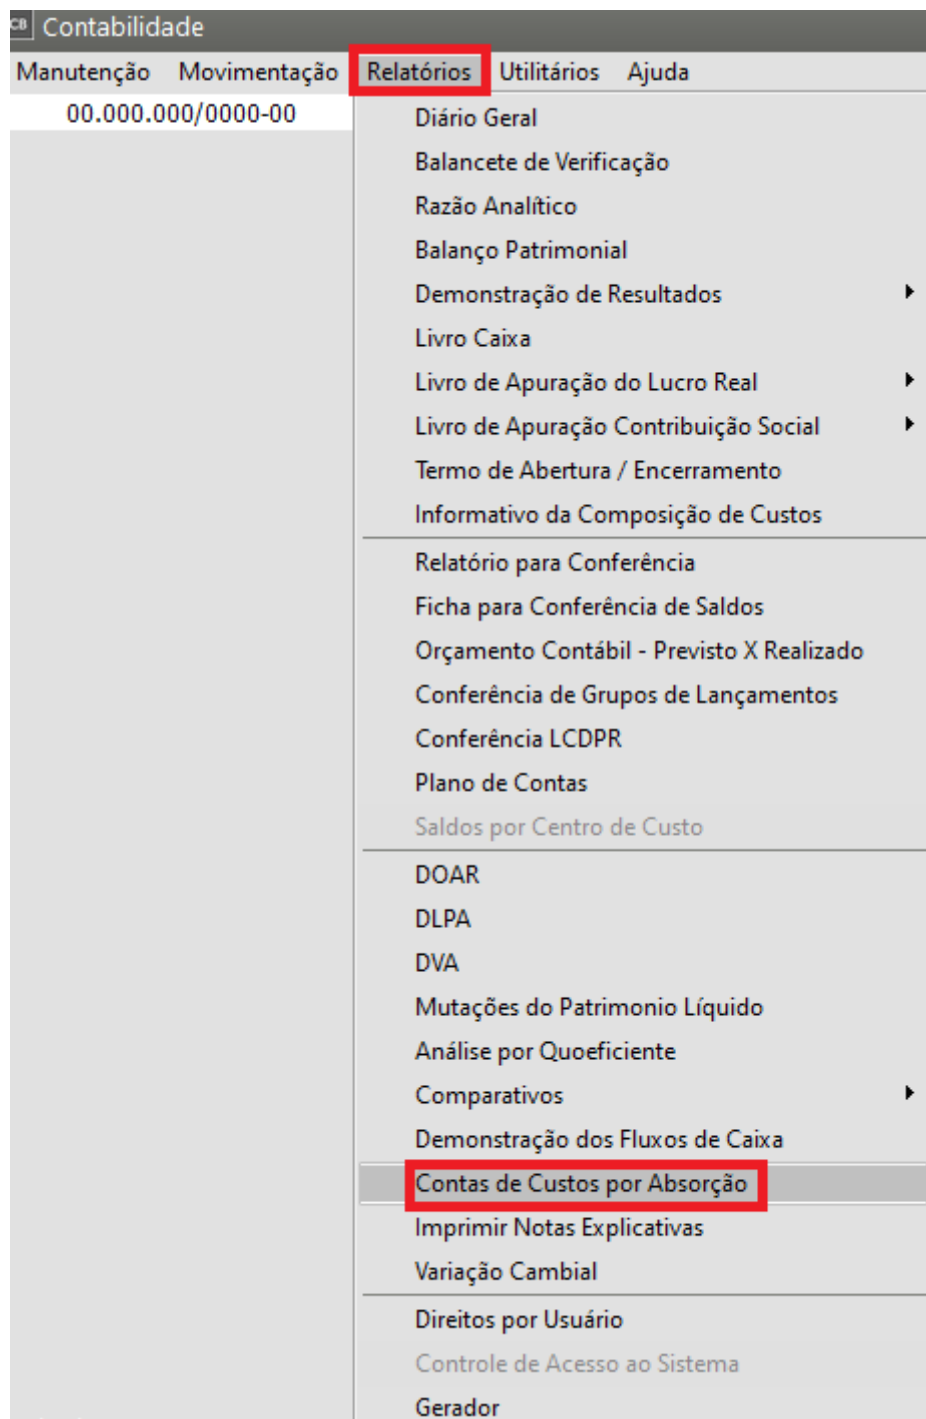 CB Contabilidade
Manutenção Movimentação Relatórios Utilitários Ajuda
00.000.000/0000-00
Diário Geral
Balancete de Verificação
Razão Analítico
Balanço Patrimonial
Demonstração de Resultados
Livro Caixa
Livro de Apuração do Lucro Real
Livro de Apuração Contribuição Social
Termo de Abertura / Encerramento
Informativo da Composição de Custos
Relatório para Conferência
Ficha para Conferência de Saldos
Orçamento Contábil - Previsto X Realizado
Conferência de Grupos de Lançamentos
Conferência LCDPR
Plano de Contas
Saldos por Centro de Custo
DOAR
DLPA
DVA
Mutações do Patrimonio Líquido
Análise por Quoeficiente
Comparativos
Demonstração dos Fluxos de Caixa
Contas de Custos por Absorção
Imprimir Notas Explicativas
Variação Cambial
Direitos por Usuário
Controle de Acesso ao Sistema
Gerador